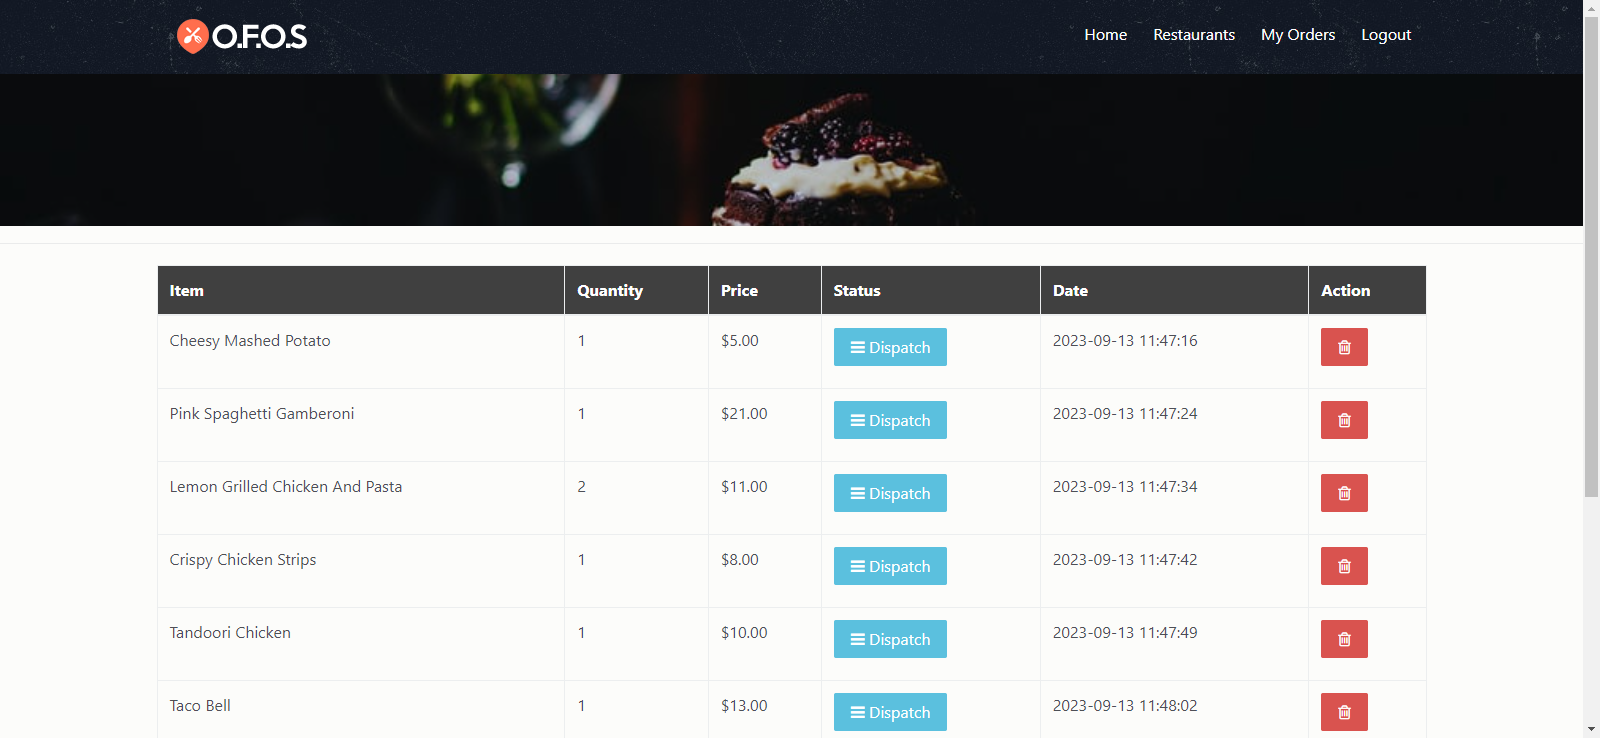 O.F.O.S
Home Restaurants My Orders Logout
Item Quantity Price Status Date Action
Cheesy Mashed Potato 1 $5.00 Dispatch 2023-09-13 11:47:16
Pink Spaghetti Gamberoni 1 $21.00 Dispatch 2023-09-13 11:47:24
Lemon Grilled Chicken And Pasta 2 $11.00 Dispatch 2023-09-13 11:47:34
Crispy Chicken Strips 1 $8.00 Dispatch 2023-09-13 11:47:42
Tandoori Chicken 1 $10.00 Dispatch 2023-09-13 11:47:49
Taco Bell 1 $13.00 Dispatch 2023-09-13 11:48:02